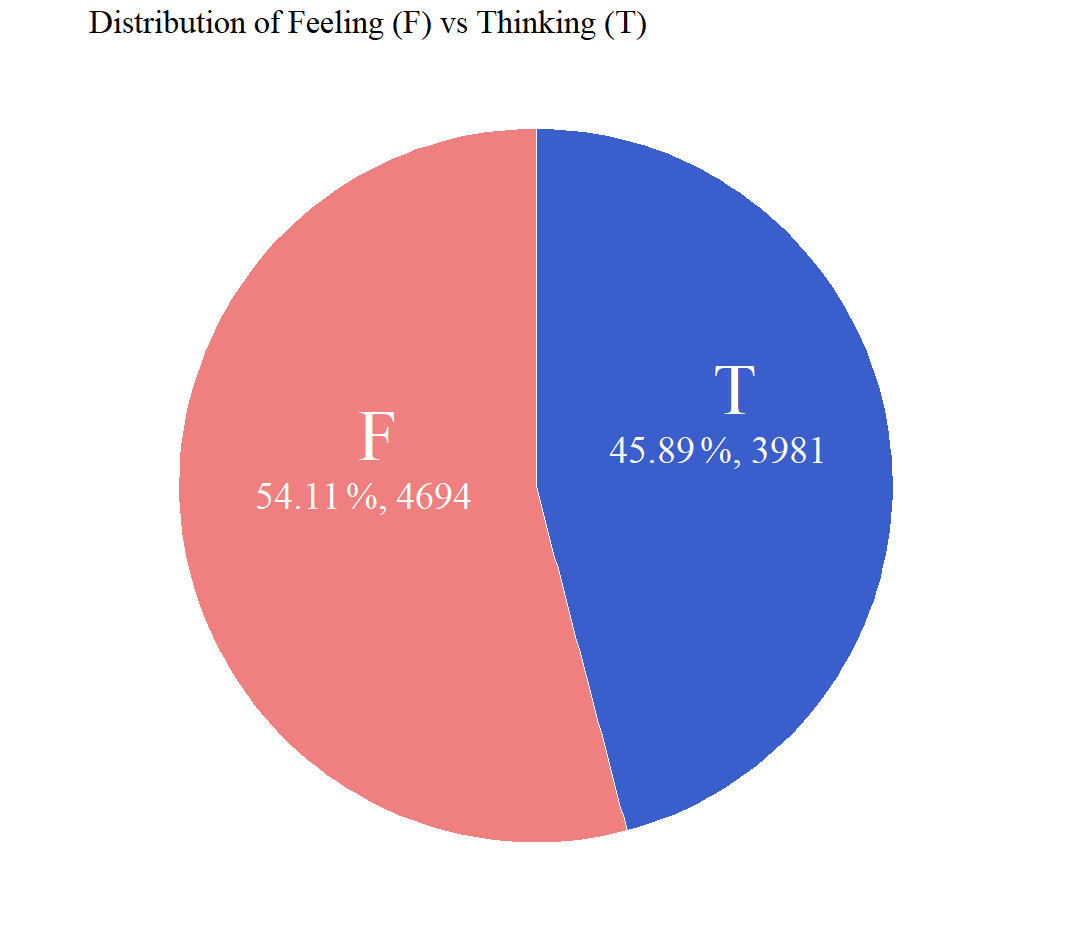 Distribution of Feeling (F) vs Thinking (T)
T
45.89 %, 3981
F
54.11 %, 4694